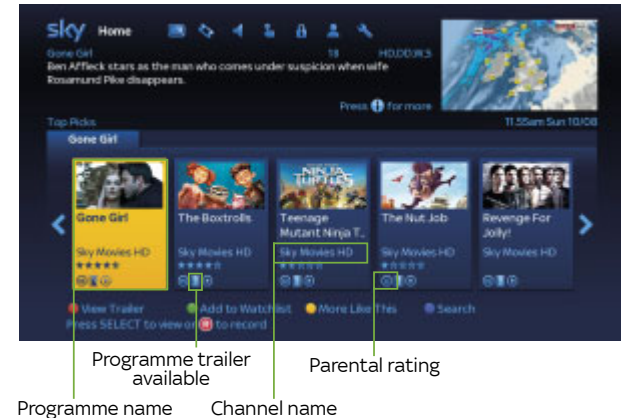 sky Home
Gone Girl 18 HD,DD,W,S
Ben Affleck stars as the man who comes under suspicion when wife
Rosamund Pike disappears.
Press i for more
Top Picks 11.55am Sun 10/08
Gone Girl
NINJA
TURTLES
Gone Girl The Boxtrolls Teenage The Nut Job Revenge For
Mutant Ninja T.. Jolly!
Sky Movies HD Sky Movies HD Sky Movies HD Sky Movies HD Sky Movies HD
View Trailer Add to Watchlist More Like This Search
Press SELECT to view or R to record
Programme trailer
available
Parental rating
Programme name Channel name